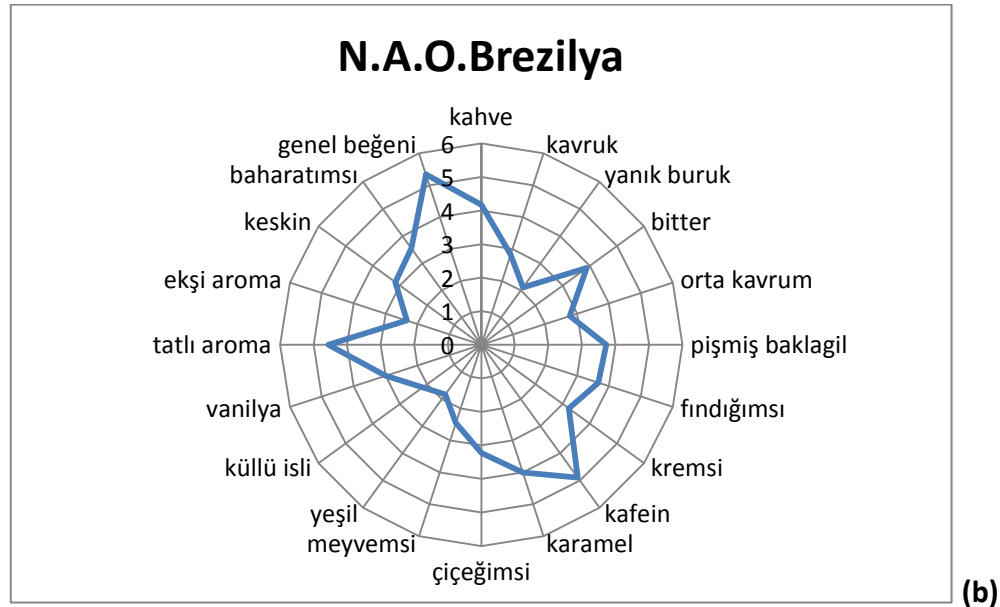 N.A.O.Brezilya
kahve
kavruk
yanık buruk
bitter
orta kavrum
pişmiş baklagil
fındığımsı
kremsi
kafein
karamel
çiçeğimsi
meyvemsi
yeşil
küllü isli
vanilya
tatlı aroma
ekşi aroma
keskin
baharatımsı
genel beğeni
6
5
4
3
2
1
0
(b)